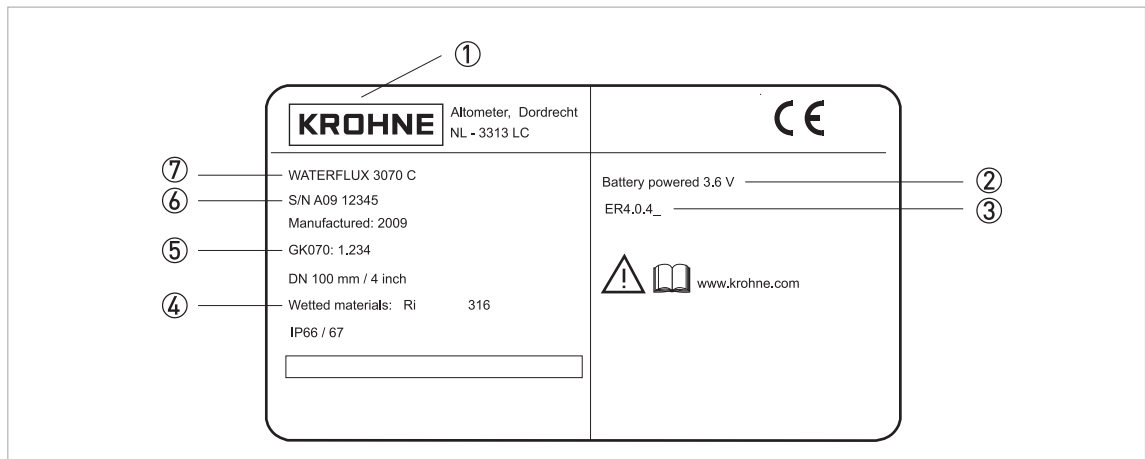 ①
KROHNE
Altometer, Dordrecht
NL - 3313 LC
CE
⑦ WATERFLUX 3070 C
⑥ S/N A09 12345
Manufactured: 2009
⑤ GK070: 1.234
DN 100 mm / 4 inch
④ Wetted materials: Ri 316
IP66 / 67
Battery powered 3.6 V ②
ER4.0.4_ ③
www.krohne.com